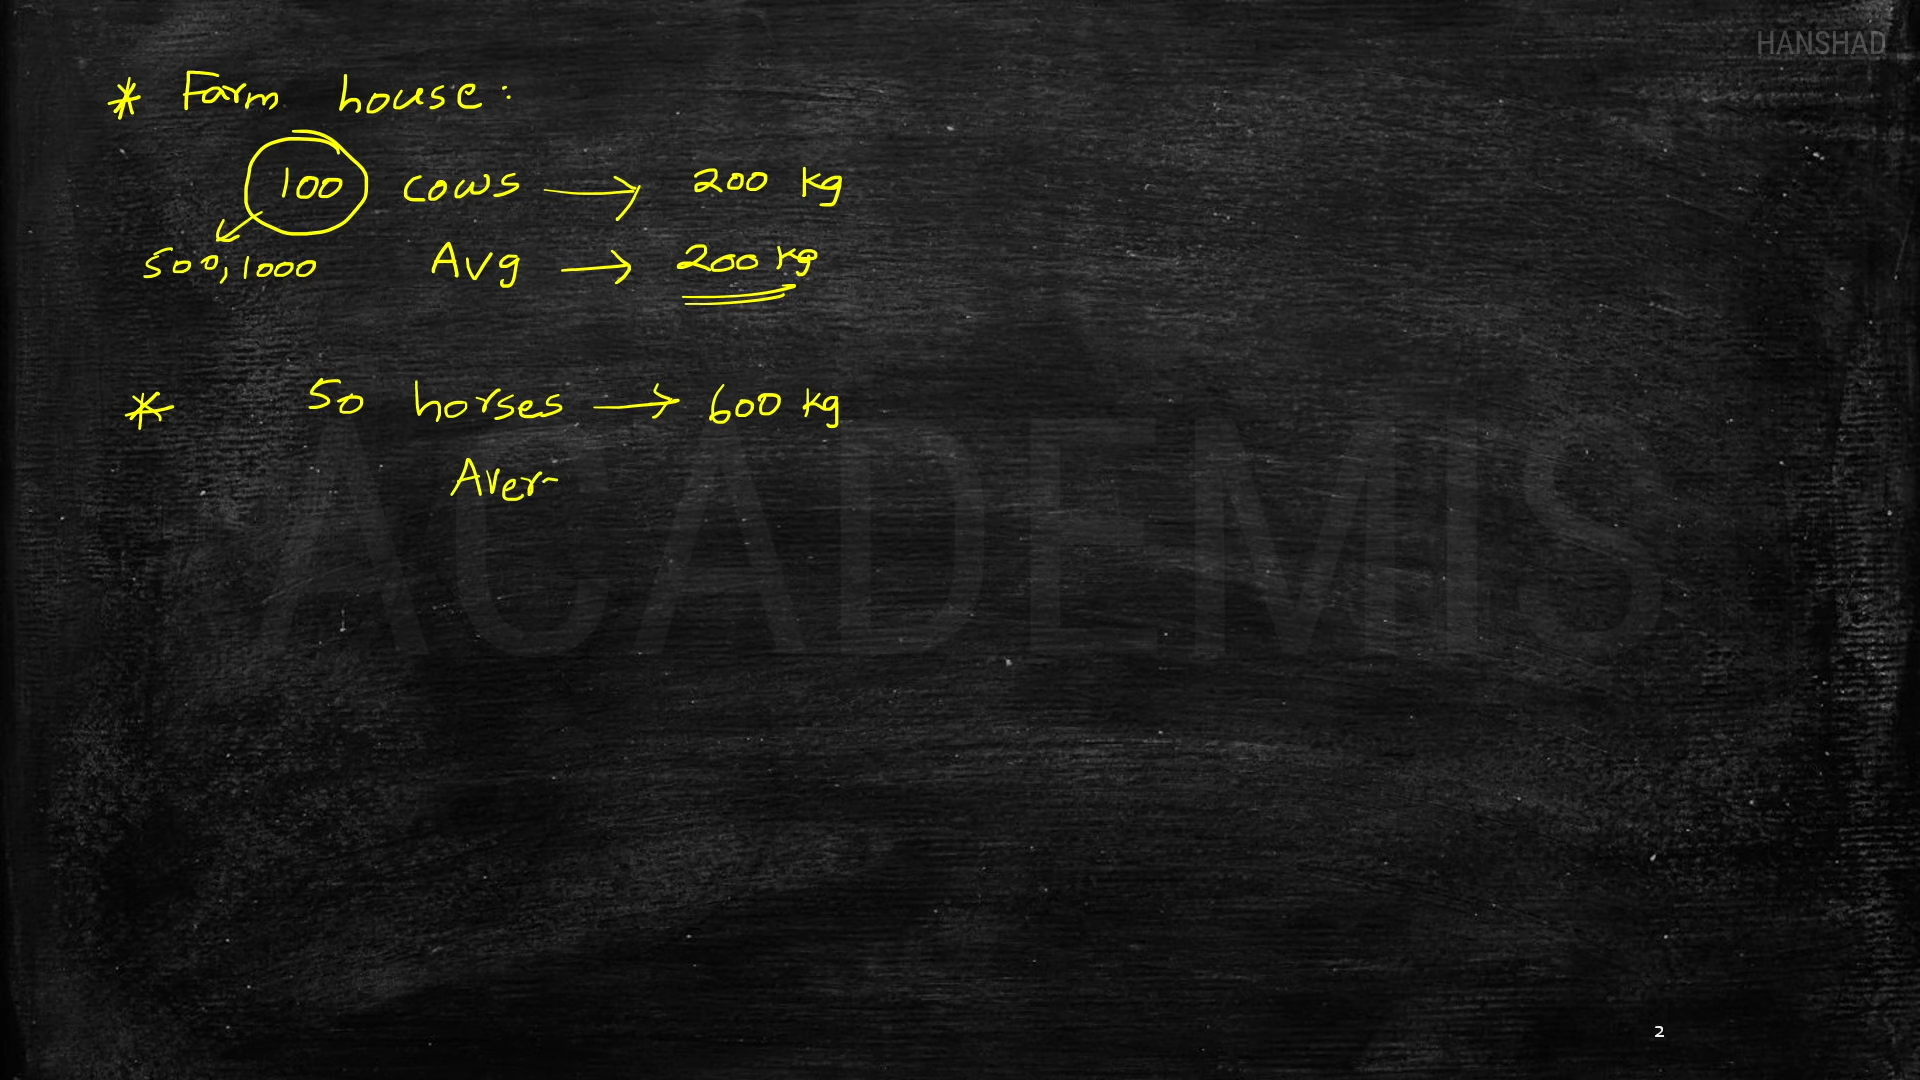 HANSHAD
* Farm house:
100 cows → 200 kg
500, 1000 Avg → 200 kg
* 50 horses → 600 kg
Aver-
ACADEMIS
2